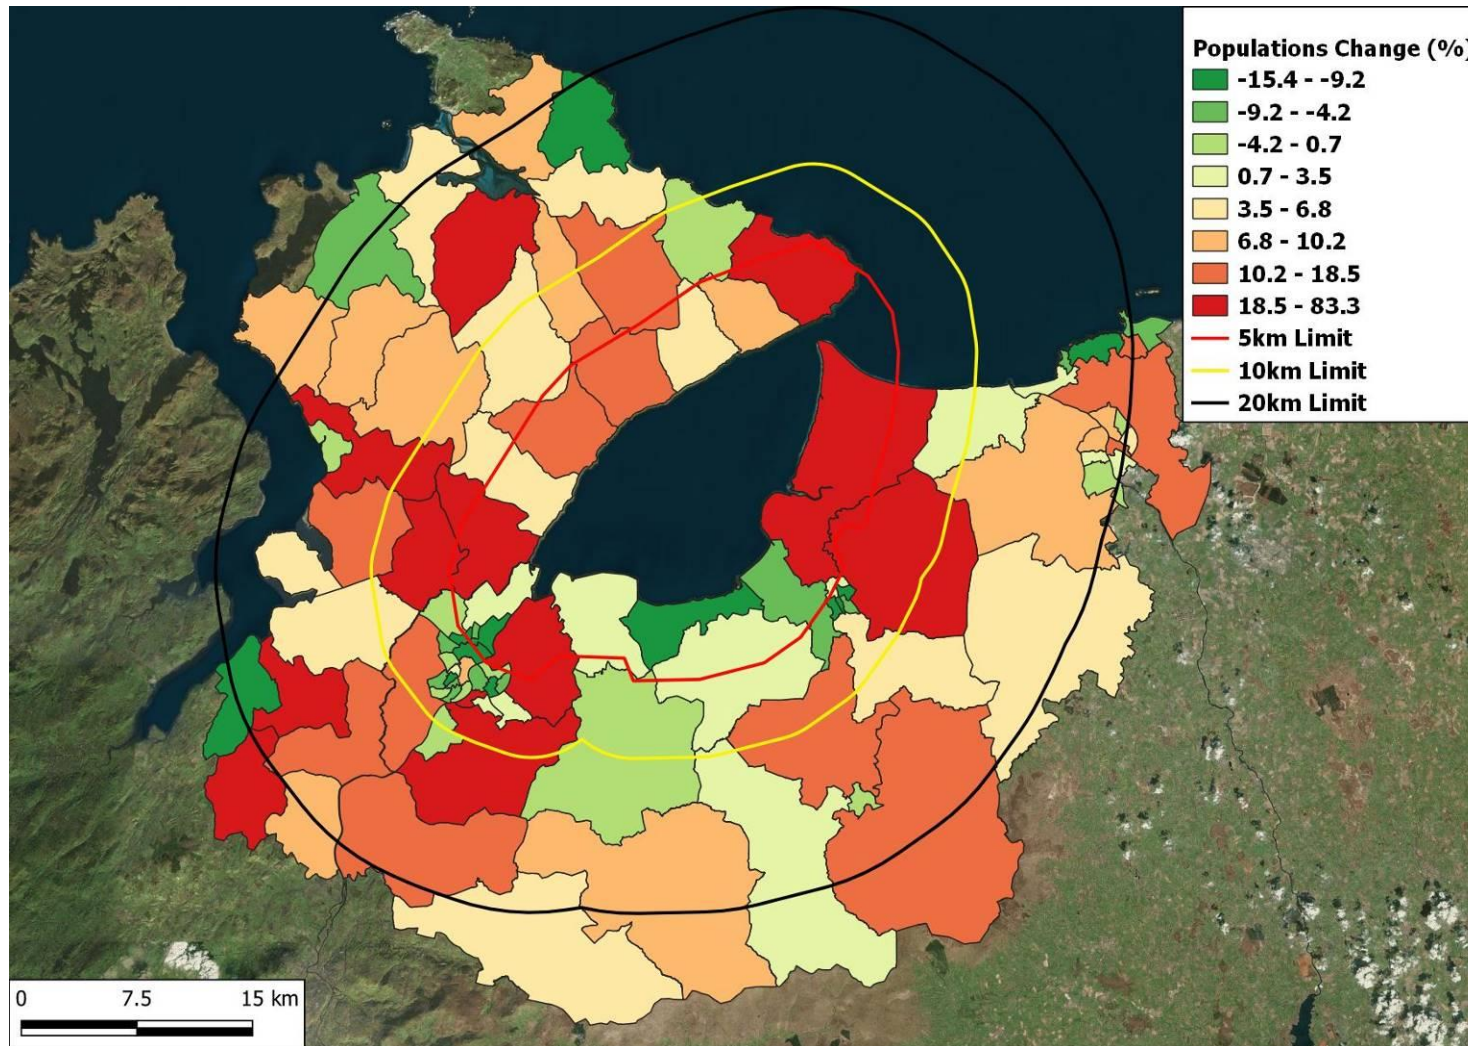 Populations Change (%)
-15.4 - -9.2
-9.2 - -4.2
-4.2 - 0.7
0.7 - 3.5
3.5 - 6.8
6.8 - 10.2
10.2 - 18.5
18.5 - 83.3
5km Limit
10km Limit
20km Limit
0 7.5 15 km